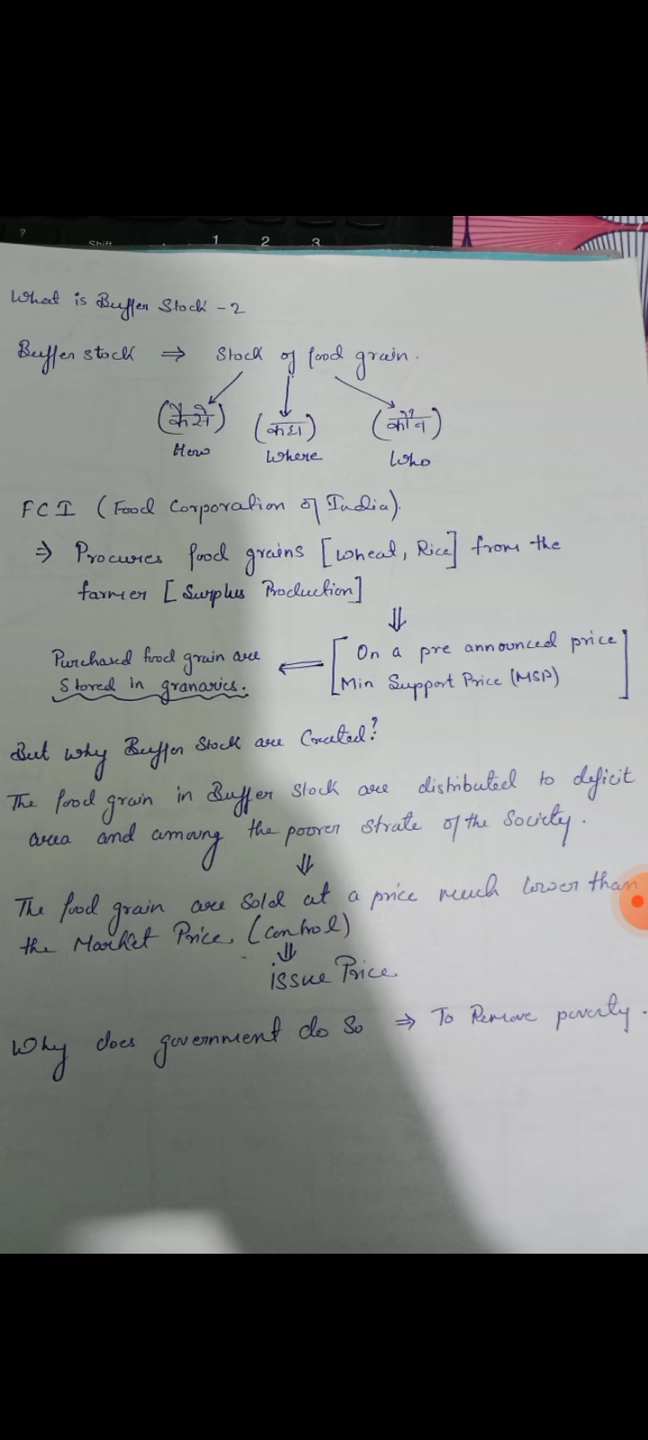 What is Buffer Stock - 2
Buffer stock ⇒ Stock of food grain.
(कैसे) (कहा) (कौन)
How Where Who
FCI (Food Corporation of India).
⇒ Procures food grains [Wheat, Rice] from the
farmer [Surplus Production]
⇓
Purchased food grain are ⇐ [On a pre announced price
Stored in granaries. Min Support Price (MSP)]
But why Buffer Stock are Created?
The food grain in Buffer Stock are distributed to deficit
area and amoung the poorer strate of the Society.
⇓
The food grain are Sold at a price much lower than
the Market Price. (control)
⇓
issue Price
Why does government do So ⇒ To Remove poverty.
? Shift 1 2 3